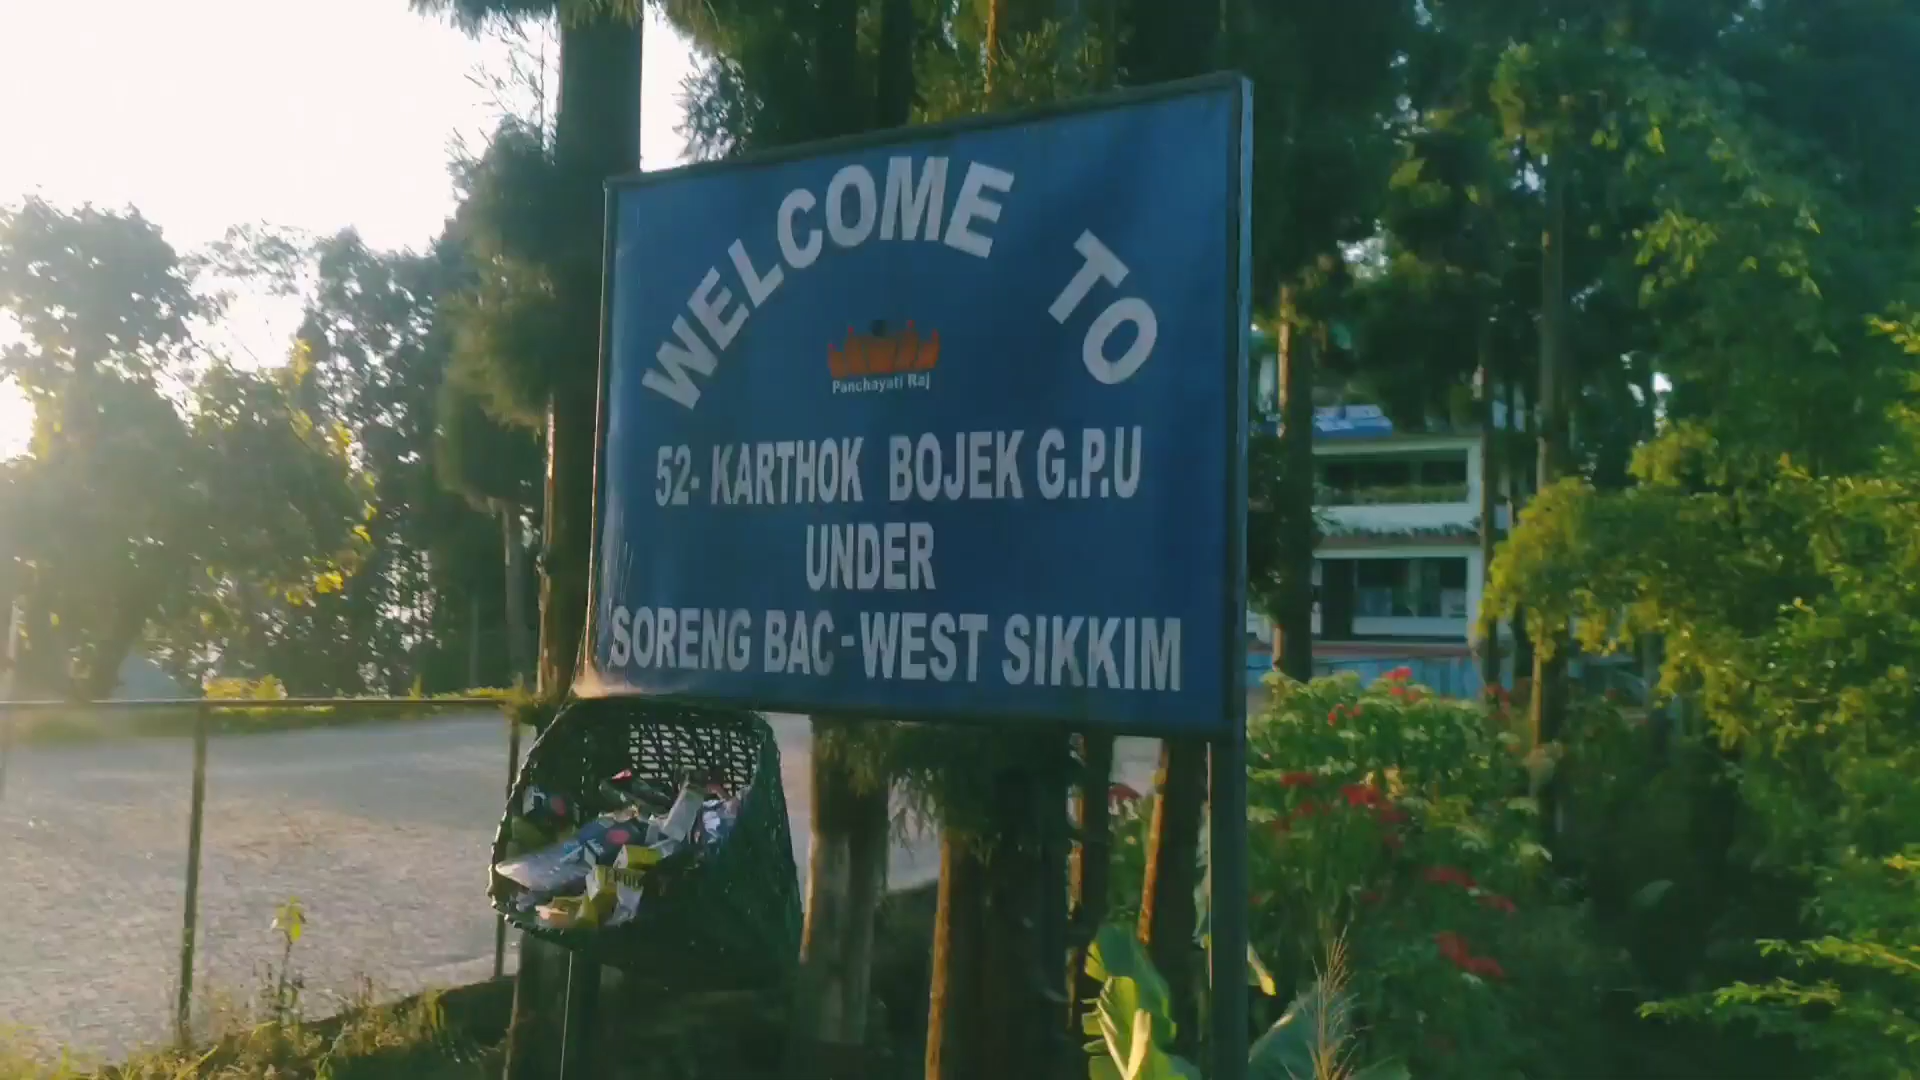 WELCOME TO
Panchayati Raj
52- KARTHOK BOJEK G.P.U
UNDER
SORENG BAC-WEST SIKKIM